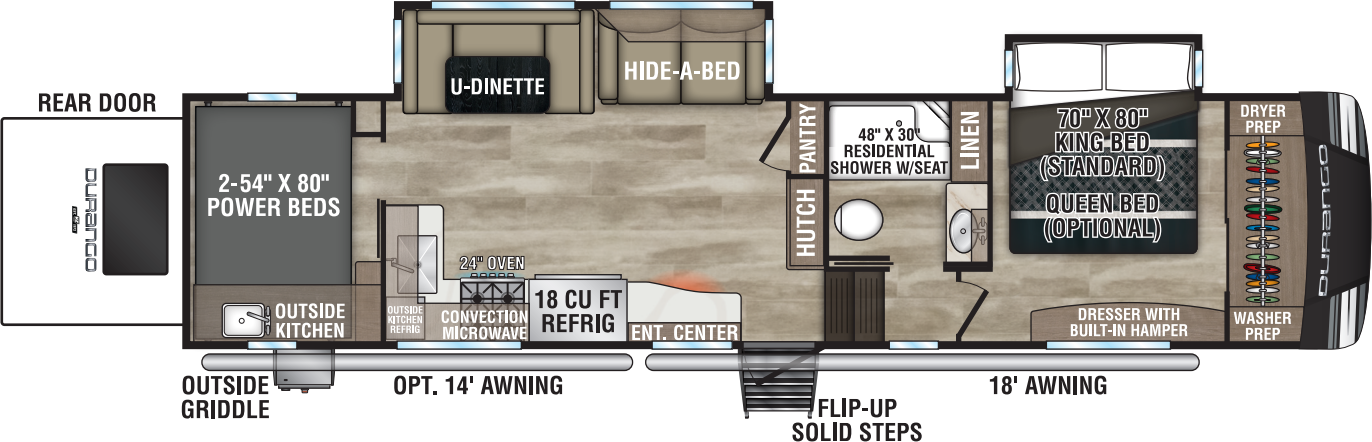 REAR DOOR
DURANGO
2-54" X 80"
POWER BEDS
OUTSIDE
KITCHEN
OUTSIDE
GRIDDLE
U-DINETTE
HIDE-A-BED
24" OVEN
OUTSIDE
KITCHEN
REFRIG
CONVECTION
MICROWAVE
18 CU FT
REFRIG
ENT. CENTER
OPT. 14' AWNING
PANTRY
HUTCH
48" X 30"
RESIDENTIAL
SHOWER W/SEAT
LINEN
FLIP-UP
SOLID STEPS
70" X 80"
KING BED
(STANDARD)
QUEEN BED
(OPTIONAL)
DRESSER WITH
BUILT-IN HAMPER
18' AWNING
DRYER
PREP
WASHER
PREP
DURANGO